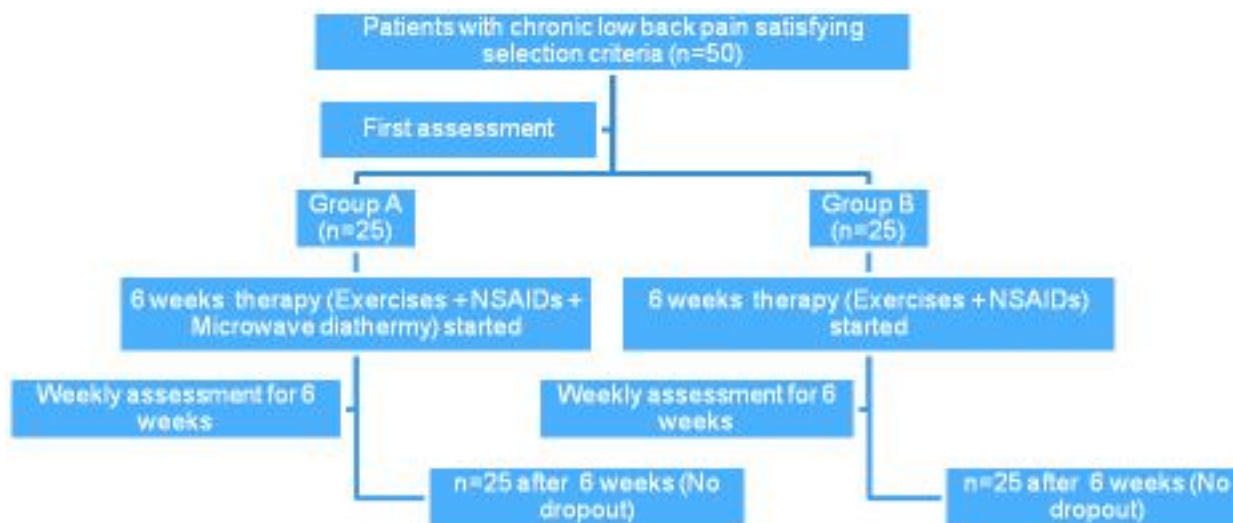 Patients with chronic low back pain satisfying
selection criteria (n=50)
First assessment
Group A
(n=25)
Group B
(n=25)
6 weeks therapy (Exercises + NSAIDs +
Microwave diathermy) started
6 weeks therapy (Exercises + NSAIDs)
started
Weekly assessment for 6
weeks
Weekly assessment for 6
weeks
n=25 after 6 weeks (No
dropout)
n=25 after 6 weeks (No
dropout)